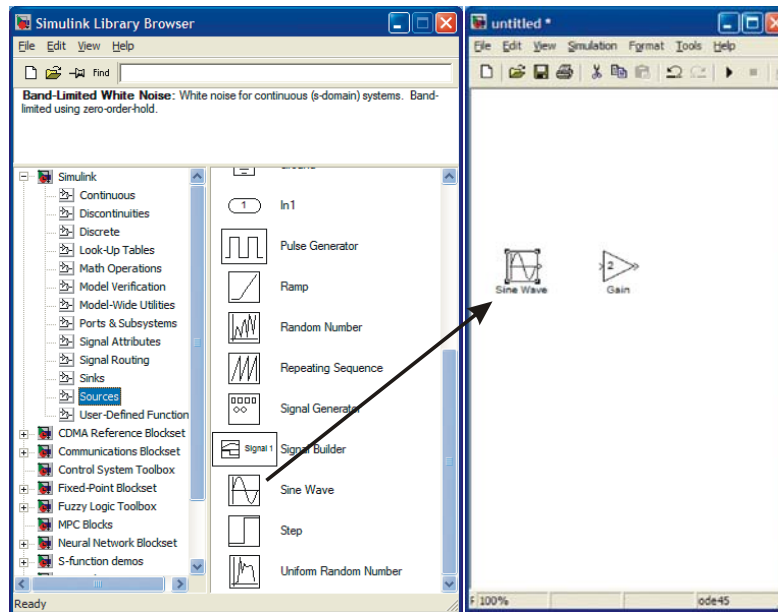 Simulink Library Browser
File Edit View Help
Find
Band-Limited White Noise: White noise for continuous (s-domain) systems. Band-
limited using zero-order-hold.
Simulink
Continuous
Discontinuities
Discrete
Look-Up Tables
Math Operations
Model Verification
Model-Wide Utilities
Ports & Subsystems
Signal Attributes
Signal Routing
Sinks
Sources
User-Defined Function
CDMA Reference Blockset
Communications Blockset
Control System Toolbox
Fixed-Point Blockset
Fuzzy Logic Toolbox
MPC Blocks
Neural Network Blockset
S-function demos
1 In1
Pulse Generator
Ramp
Random Number
Repeating Sequence
Signal Generator
Signal 1 Signal Builder
Sine Wave
Step
Uniform Random Number
Ready
untitled *
File Edit View Simulation Format Tools Help
2
Sine Wave Gain
100% ode45